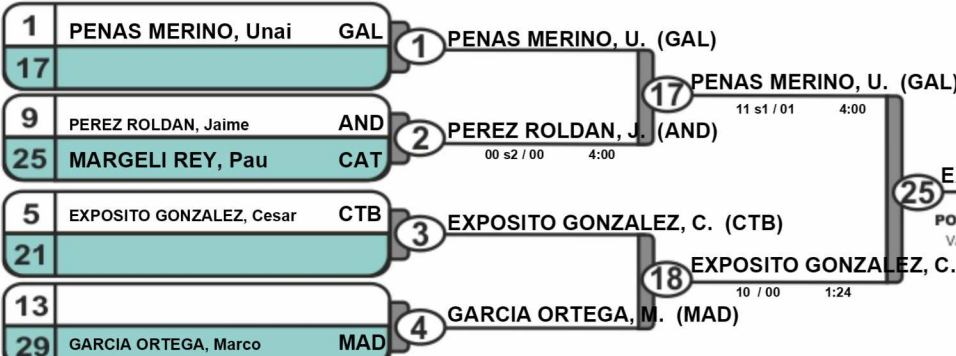 1 PENAS MERINO, Unai GAL
17
1
PENAS MERINO, U. (GAL)
9 PEREZ ROLDAN, Jaime AND
25 MARGELI REY, Pau CAT
2
PEREZ ROLDAN, J. (AND)
00 s2 / 00 4:00
17
PENAS MERINO, U. (GAL)
11 s1 / 01 4:00
5 EXPOSITO GONZALEZ, Cesar CTB
21
3
EXPOSITO GONZALEZ, C. (CTB)
13
29 GARCIA ORTEGA, Marco MAD
4
GARCIA ORTEGA, M. (MAD)
18
EXPOSITO GONZALEZ, C.
10 / 00 1:24
25